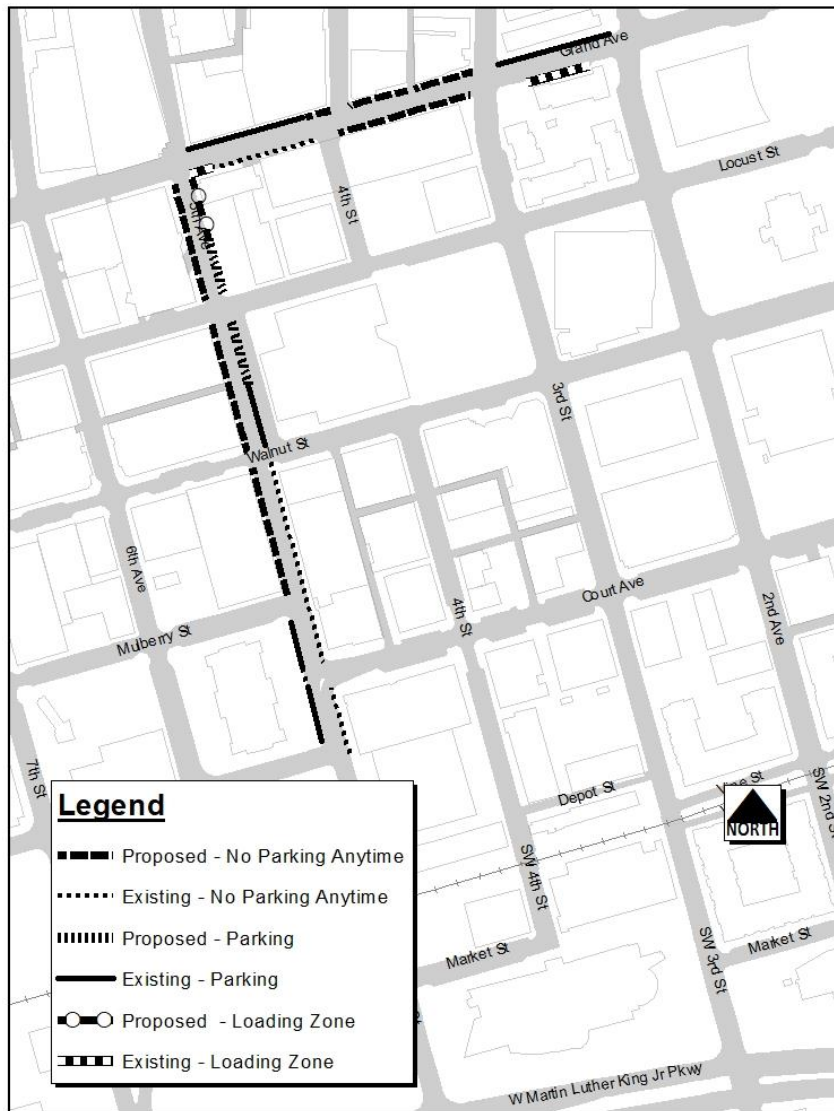 Grand Ave
Locust St
4th St
5th Ave
3rd St
Walnut St
6th Ave
Court Ave
2nd Ave
4th St
Mulberry St
7th St
Vine St
SW 2nd St
Depot St
NORTH
SW 4th St
Market St
SW 3rd St
Market St
W Martin Luther King Jr Pkwy
Legend
Proposed - No Parking Anytime
Existing - No Parking Anytime
Proposed - Parking
Existing - Parking
Proposed - Loading Zone
Existing - Loading Zone